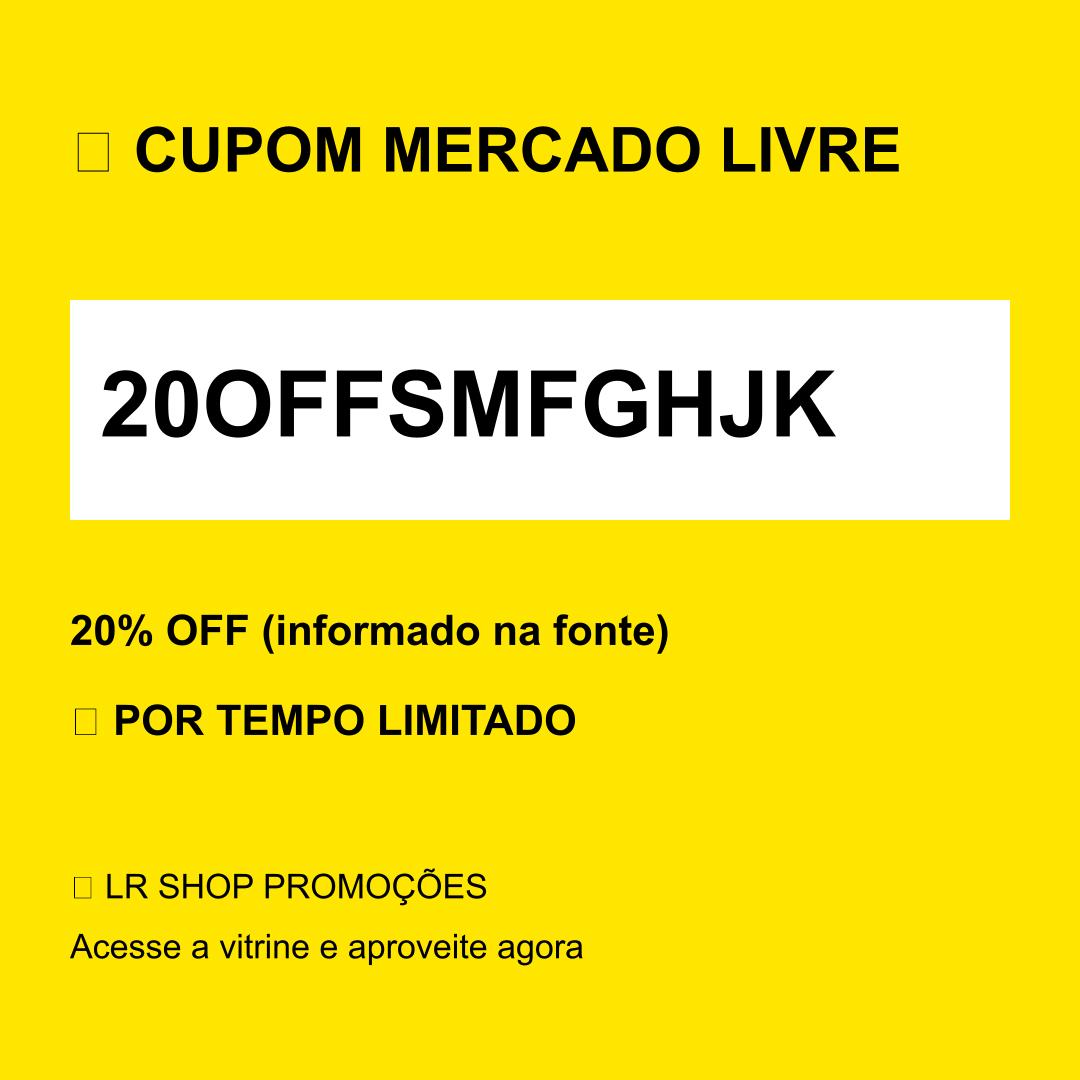 CUPOM MERCADO LIVRE
20OFFSMFGHJK
20% OFF (informado na fonte)
POR TEMPO LIMITADO
LR SHOP PROMOÇÕES
Acesse a vitrine e aproveite agora